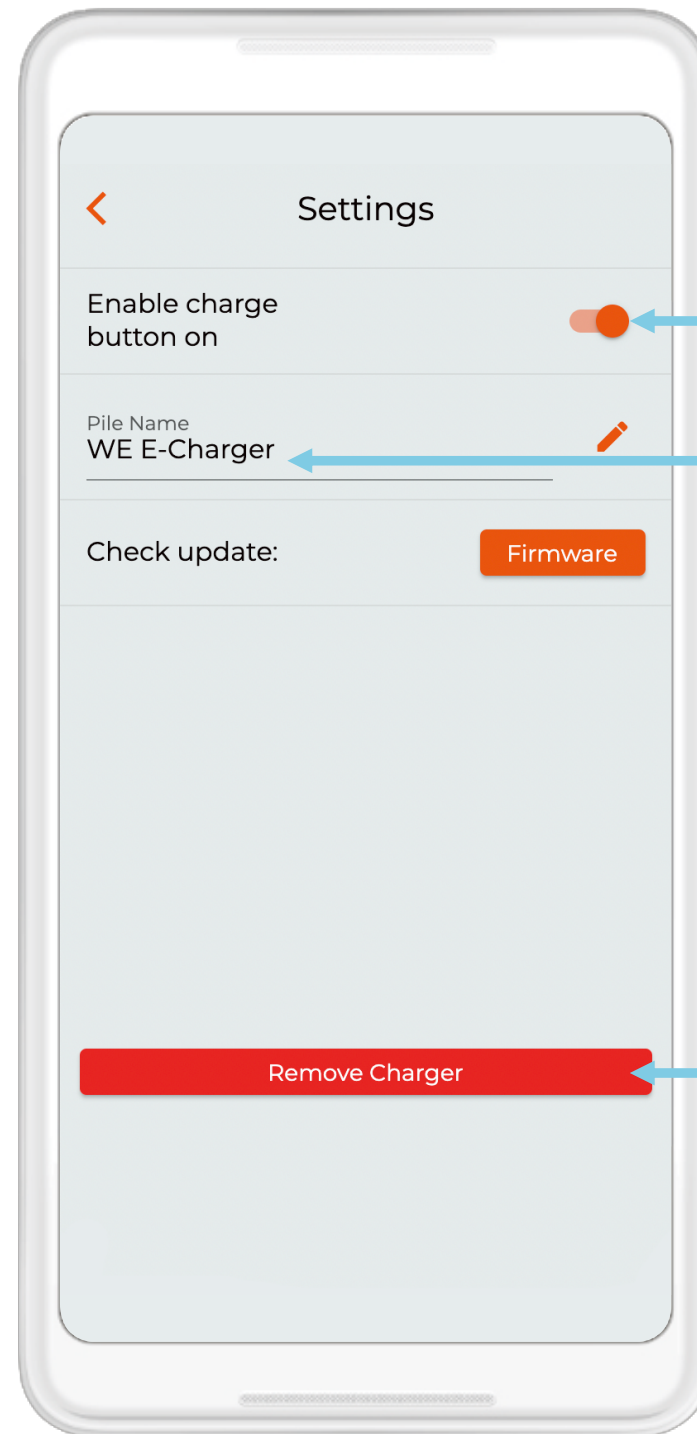 Settings
Enable charge
button on
Pile Name
WE E-Charger
Check update:
Firmware
Remove Charger